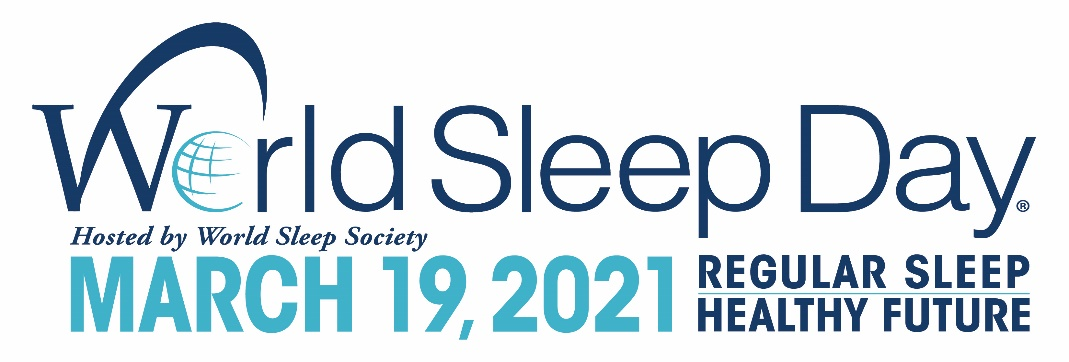 World Sleep Day®
Hosted by World Sleep Society
MARCH 19, 2021
REGULAR SLEEP
HEALTHY FUTURE